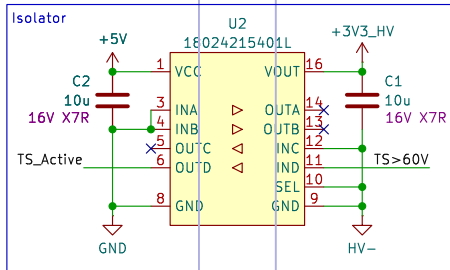 Isolator
U2
18024215401L
+5V
+3V3_HV
1 VCC VOUT 16
C2
10u
16V X7R
C1
10u
16V X7R
3 INA OUTA 14
4 INB OUTB 13
5 OUTC INC 12
TS_Active 6 OUTD IND 11 TS>60V
SEL 10
8 GND GND 9
GND
HV-